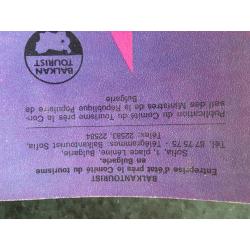 BALKANTOURIST
Entreprise d'état près le Comité du tourisme
en Bulgarie,
Sofia, 1, place Lénine, Bulgarie,
Tél. 87 75 75 - Télégrammes: Balkantourist Sofia,
Télex: 22583, 22584
Publication du Comité du Tourisme près la Con-
seil des Ministres de la République Populaire de
Bulgarie
BALKAN
TOURIST